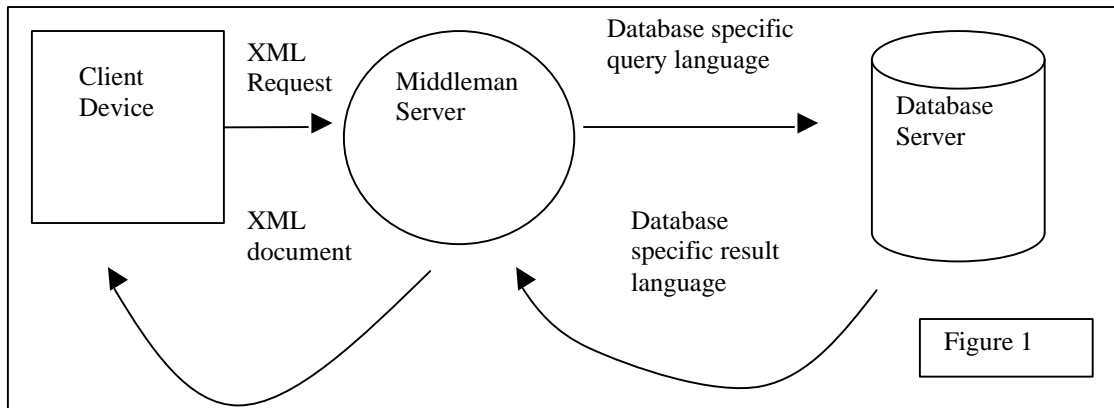 Client
Device
XML
Request
Middleman
Server
Database specific
query language
Database
Server
XML
document
Database
specific result
language
Figure 1